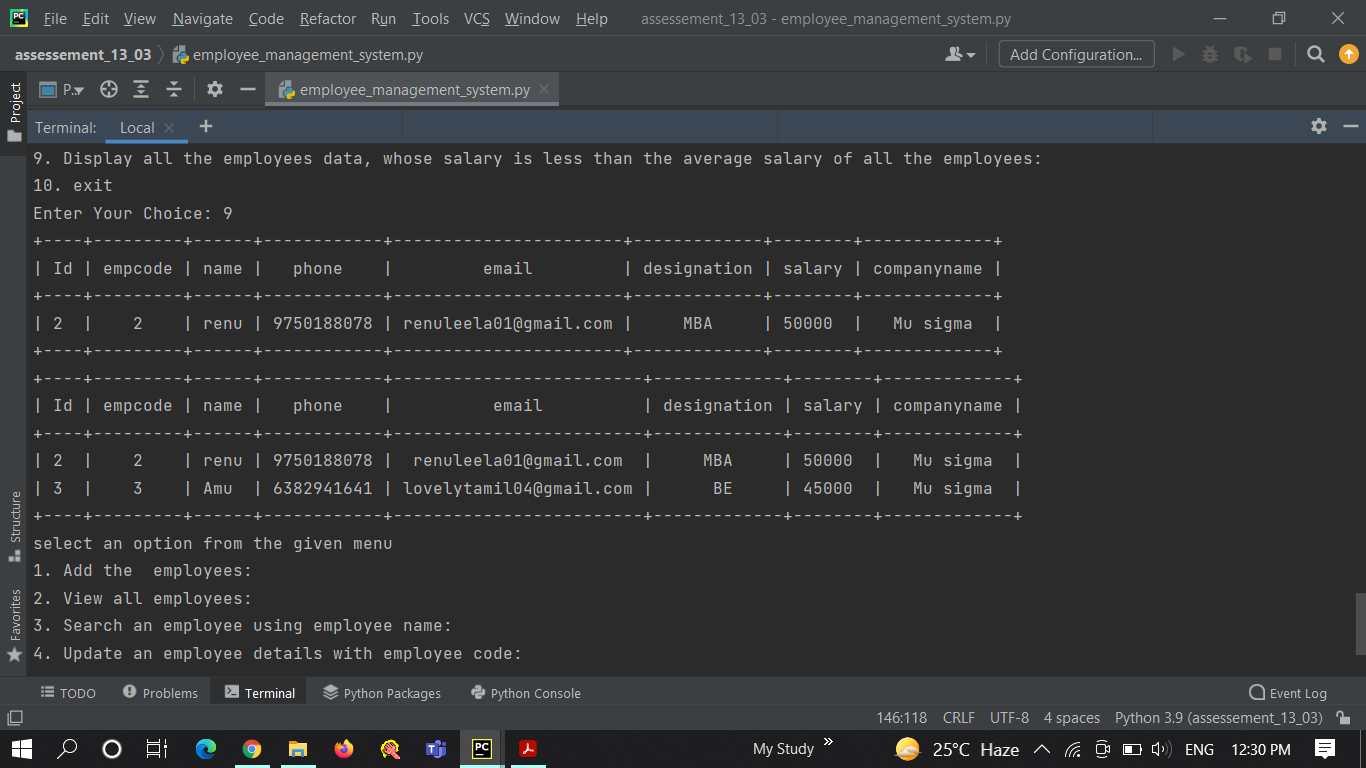 File Edit View Navigate Code Refactor Run Tools VCS Window Help assessement_13_03 - employee_management_system.py
assessement_13_03 employee_management_system.py Add Configuration...
Project P.. employee_management_system.py
Terminal: Local
9. Display all the employees data, whose salary is less than the average salary of all the employees:
10. exit
Enter Your Choice: 9
+----+---------+------+------------+-----------------------+-------------+--------+-------------+
| Id | empcode | name |   phone    |         email         | designation | salary | companyname |
+----+---------+------+------------+-----------------------+-------------+--------+-------------+
| 2  |    2    | renu | 9750188078 | renuleela01@gmail.com |     MBA     | 50000  |   Mu sigma  |
+----+---------+------+------------+-----------------------+-------------+--------+-------------+
+----+---------+------+------------+-------------------------+-------------+--------+-------------+
| Id | empcode | name |   phone    |          email          | designation | salary | companyname |
+----+---------+------+------------+-------------------------+-------------+--------+-------------+
| 2  |    2    | renu | 9750188078 |  renuleela01@gmail.com  |     MBA     | 50000  |   Mu sigma  |
| 3  |    3    | Amu  | 6382941641 | lovelytamil04@gmail.com |      BE     | 45000  |   Mu sigma  |
+----+---------+------+------------+-------------------------+-------------+--------+-------------+
select an option from the given menu
1. Add the  employees:
2. View all employees:
3. Search an employee using employee name:
4. Update an employee details with employee code:
Structure
Favorites
TODO Problems Terminal Python Packages Python Console Event Log
146:118 CRLF UTF-8 4 spaces Python 3.9 (assessement_13_03)
PC My Study » 25°C Haze ENG 12:30 PM